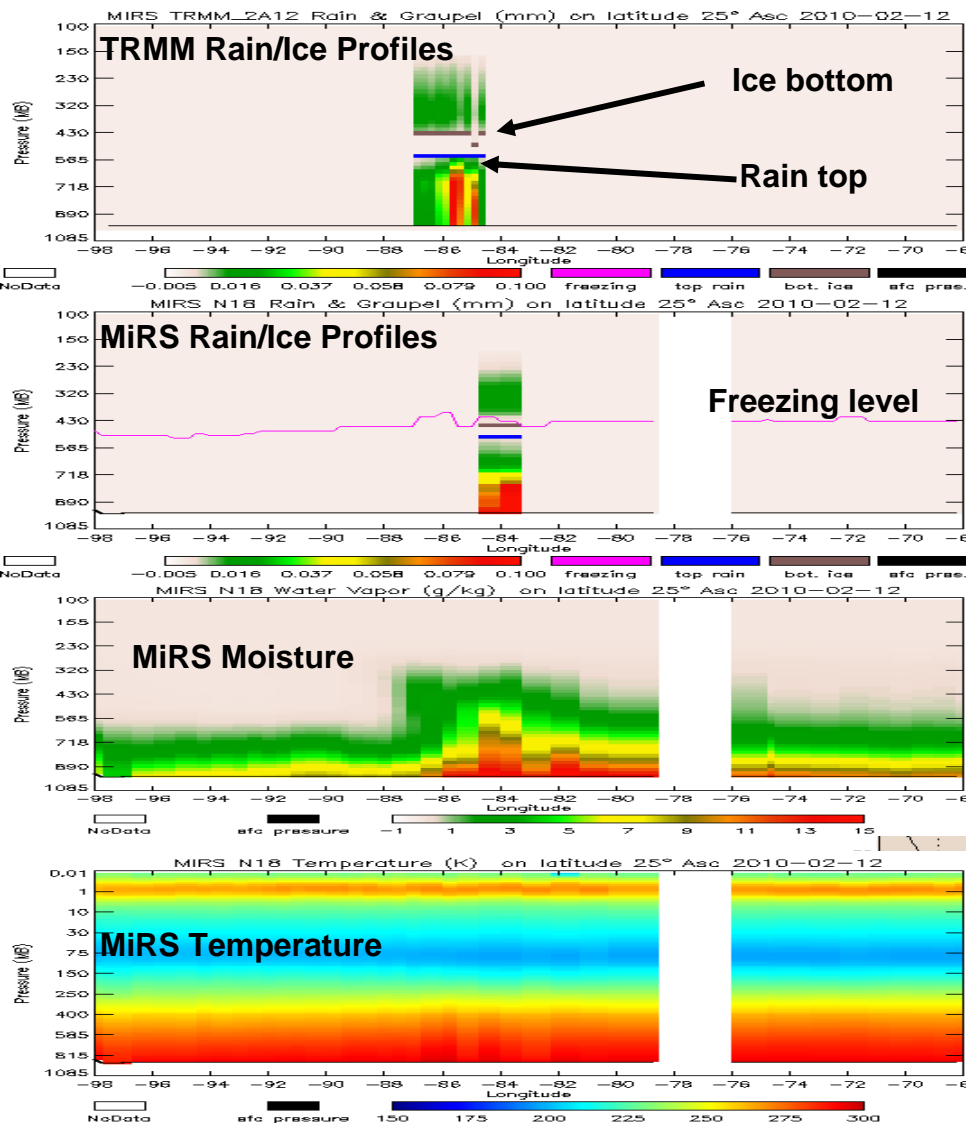 MIRS TRMM_2A12 Rain & Graupel (mm) on latitude 25° Asc 2010-02-12
TRMM Rain/Ice Profiles
Ice bottom
Rain top
Pressure (MB)
100
150
230
320
430
565
718
890
1085
-98 -96 -94 -92 -90 -88 -86 -84 -82 -80 -78 -76 -74 -72 -70 -68
Longitude
NoData -0.005 0.016 0.037 0.058 0.079 0.100 freezing top rain bot. ice sfc pres.
MIRS N18 Rain & Graupel (mm) on latitude 25° Asc 2010-02-12
MiRS Rain/Ice Profiles
Freezing level
Pressure (MB)
100
150
230
320
430
565
718
890
1085
-98 -96 -94 -92 -90 -88 -86 -84 -82 -80 -78 -76 -74 -72 -70 -68
Longitude
NoData -0.005 0.016 0.037 0.058 0.079 0.100 freezing top rain bot. ice sfc pres.
MIRS N18 Water Vapor (g/kg) on latitude 25° Asc 2010-02-12
MiRS Moisture
Pressure (MB)
100
155
230
320
430
565
718
890
1085
-98 -96 -94 -92 -90 -88 -86 -84 -82 -80 -78 -76 -74 -72 -70 -68
Longitude
NoData sfc pressure -1 1 3 5 7 9 11 13 15
MIRS N18 Temperature (K) on latitude 25° Asc 2010-02-12
MiRS Temperature
Pressure (MB)
0.01
1
10
30
75
150
250
400
585
815
1085
-98 -96 -94 -92 -90 -88 -86 -84 -82 -80 -78 -76 -74 -72 -70 -68
Longitude
NoData sfc pressure 150 175 200 225 250 275 300